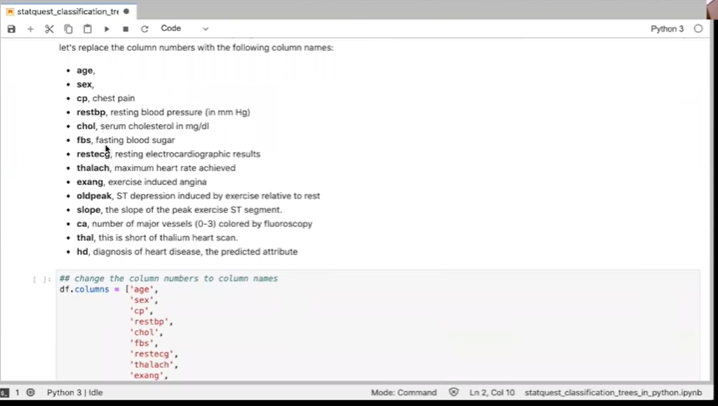 statquest_classification_tre
Code
Python 3
let's replace the column numbers with the following column names:
age,
sex,
cp, chest pain
restbp, resting blood pressure (in mm Hg)
chol, serum cholesterol in mg/dl
fbs, fasting blood sugar
restecg, resting electrocardiographic results
thalach, maximum heart rate achieved
exang, exercise induced angina
oldpeak, ST depression induced by exercise relative to rest
slope, the slope of the peak exercise ST segment.
ca, number of major vessels (0-3) colored by fluoroscopy
thal, this is short of thalium heart scan.
hd, diagnosis of heart disease, the predicted attribute
[ ]: ## change the column numbers to column names
df.columns = ['age',
'sex',
'cp',
'restbp',
'chol',
'fbs',
'restecg',
'thalach',
'exang',
1 Python 3 | Idle Mode: Command Ln 2, Col 10 statquest_classification_trees_in_python.ipynb